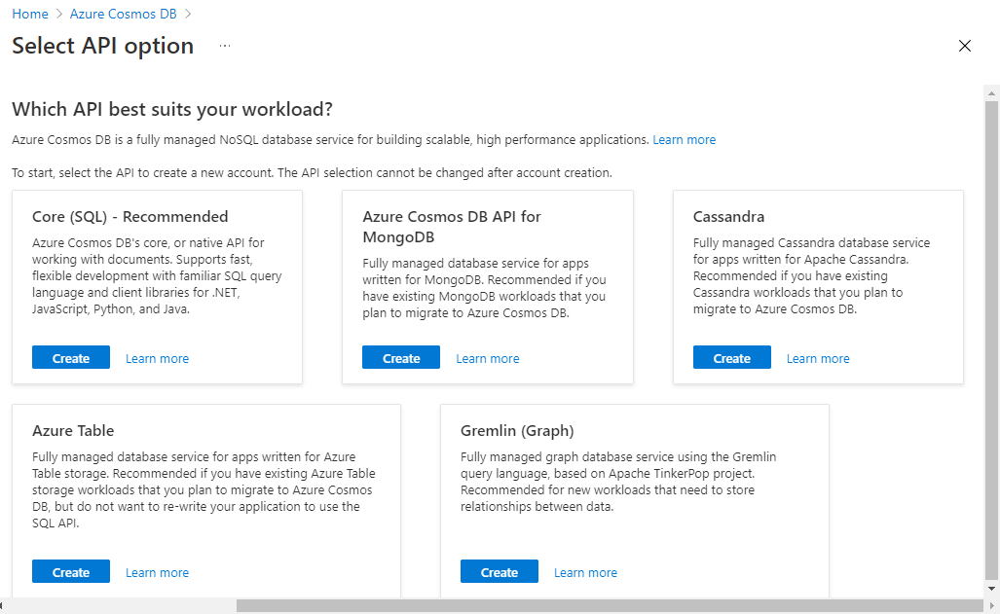 Home > Azure Cosmos DB >
Select API option ...
Which API best suits your workload?
Azure Cosmos DB is a fully managed NoSQL database service for building scalable, high performance applications. Learn more
To start, select the API to create a new account. The API selection cannot be changed after account creation.
Core (SQL) - Recommended
Azure Cosmos DB's core, or native API for
working with documents. Supports fast,
flexible development with familiar SQL query
language and client libraries for .NET,
JavaScript, Python, and Java.
Create Learn more
Azure Cosmos DB API for
MongoDB
Fully managed database service for apps
written for MongoDB. Recommended if you
have existing MongoDB workloads that you
plan to migrate to Azure Cosmos DB.
Create Learn more
Cassandra
Fully managed Cassandra database service
for apps written for Apache Cassandra.
Recommended if you have existing
Cassandra workloads that you plan to
migrate to Azure Cosmos DB.
Create Learn more
Azure Table
Fully managed database service for apps written for Azure
Table storage. Recommended if you have existing Azure Table
storage workloads that you plan to migrate to Azure Cosmos
DB, but do not want to re-write your application to use the
SQL API.
Create Learn more
Gremlin (Graph)
Fully managed graph database service using the Gremlin
query language, based on Apache TinkerPop project.
Recommended for new workloads that need to store
relationships between data.
Create Learn more